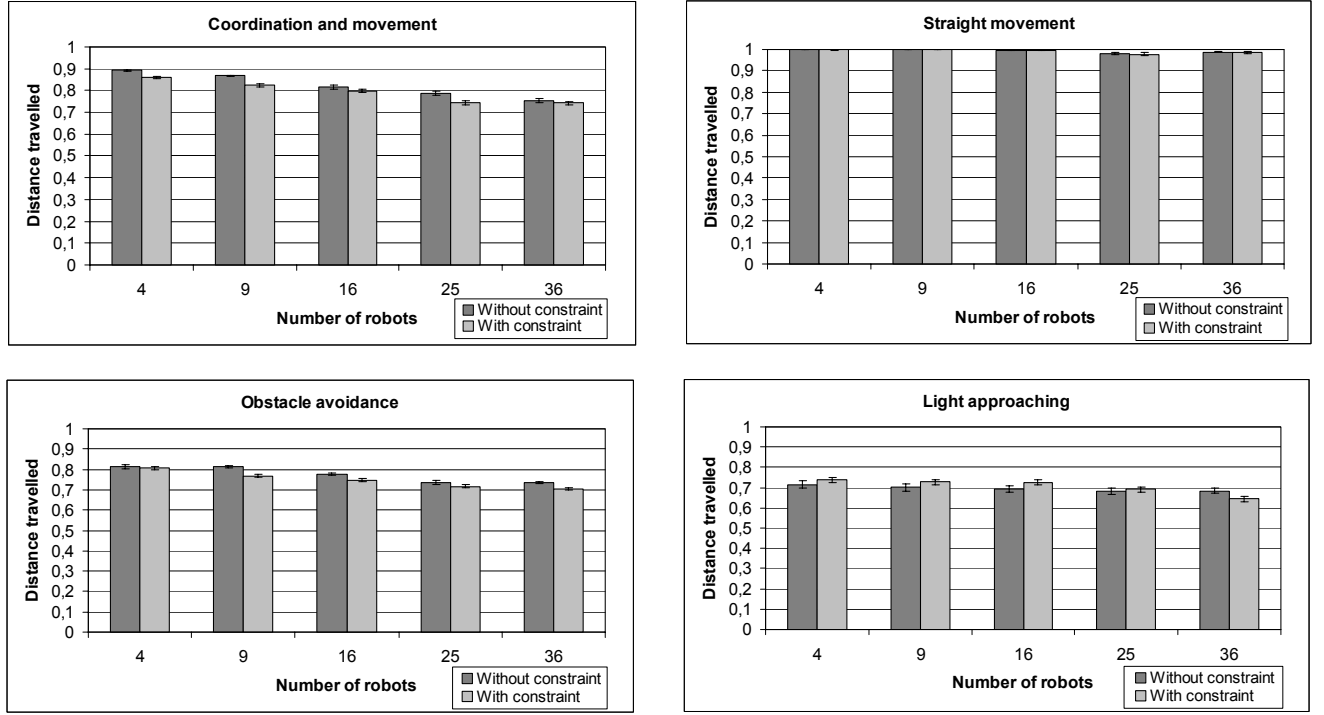 Coordination and movement
1
0,9
0,8
0,7
0,6
0,5
0,4
0,3
0,2
0,1
0
Distance travelled
4 9 16 25 36
Number of robots
Without constraint
With constraint
Straight movement
1
0,9
0,8
0,7
0,6
0,5
0,4
0,3
0,2
0,1
0
Distance travelled
4 9 16 25 36
Number of robots
Without constraint
With constraint
Obstacle avoidance
1
0,9
0,8
0,7
0,6
0,5
0,4
0,3
0,2
0,1
0
Distance travelled
4 9 16 25 36
Number of robots
Without constraint
With constraint
Light approaching
1
0,9
0,8
0,7
0,6
0,5
0,4
0,3
0,2
0,1
0
Distance travelled
4 9 16 25 36
Number of robots
Without constraint
With constraint